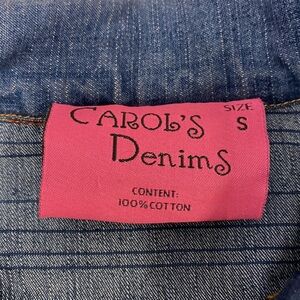 CAROL'S
SIZE
S
Denims
CONTENT:
100% COTTON